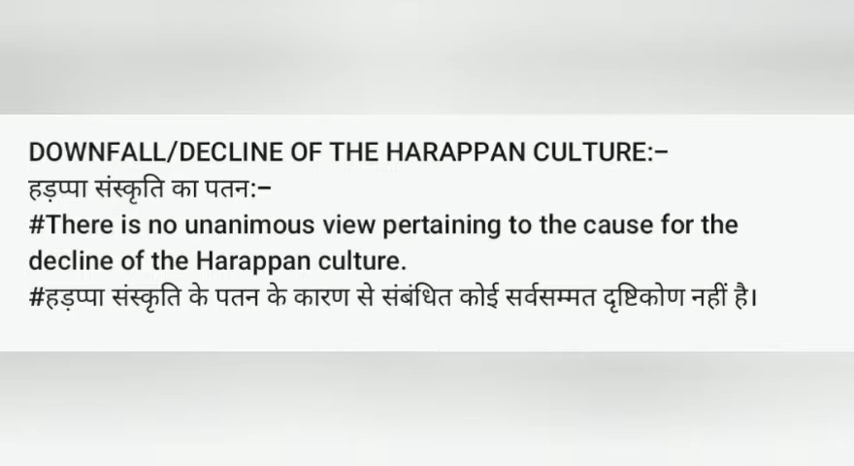 DOWNFALL/DECLINE OF THE HARAPPAN CULTURE:–
हड़प्पा संस्कृति का पतन:–
#There is no unanimous view pertaining to the cause for the
decline of the Harappan culture.
#हड़प्पा संस्कृति के पतन के कारण से संबंधित कोई सर्वसम्मत दृष्टिकोण नहीं है।